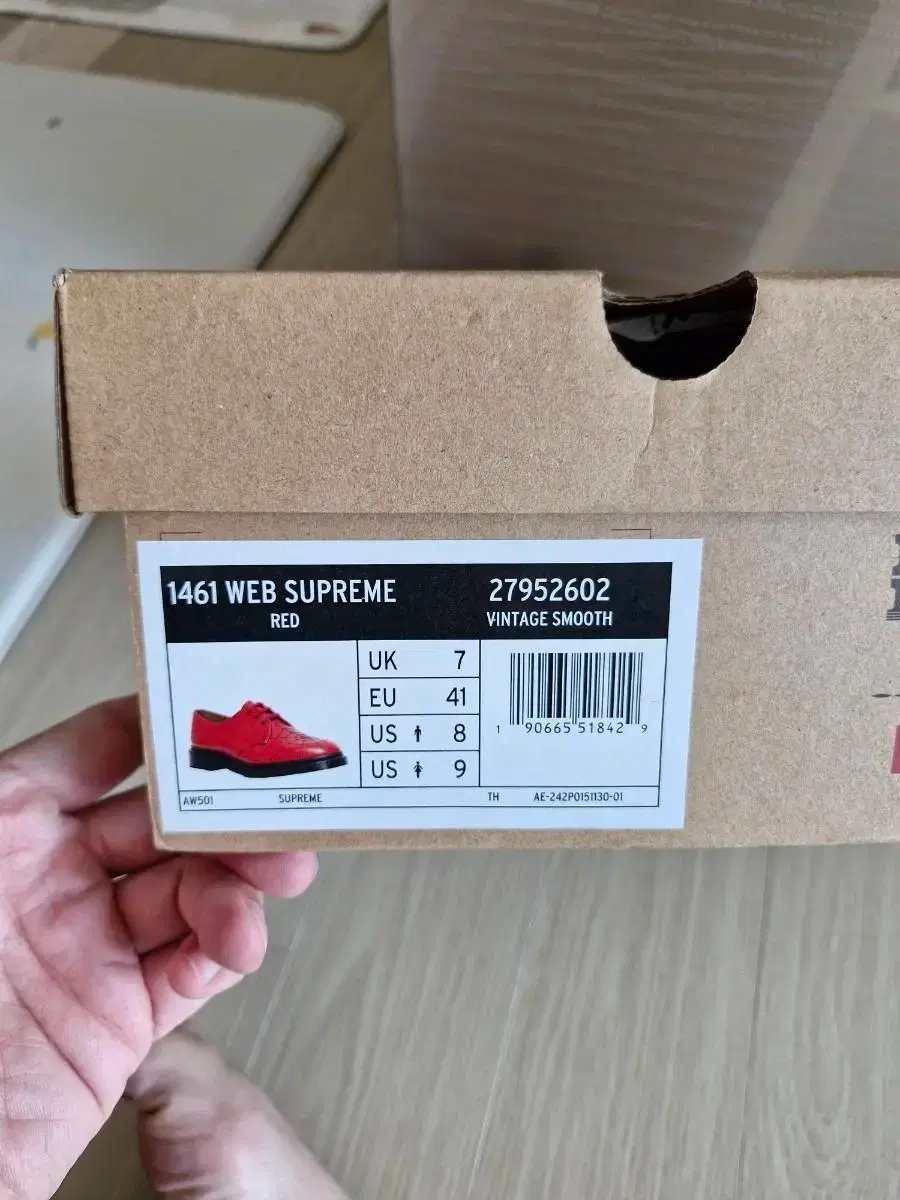 1461 WEB SUPREME 27952602
RED VINTAGE SMOOTH
UK 7
EU 41
US 8
US 9
1 90665 51842 9
AW501 SUPREME TH AE-242P0151130-01